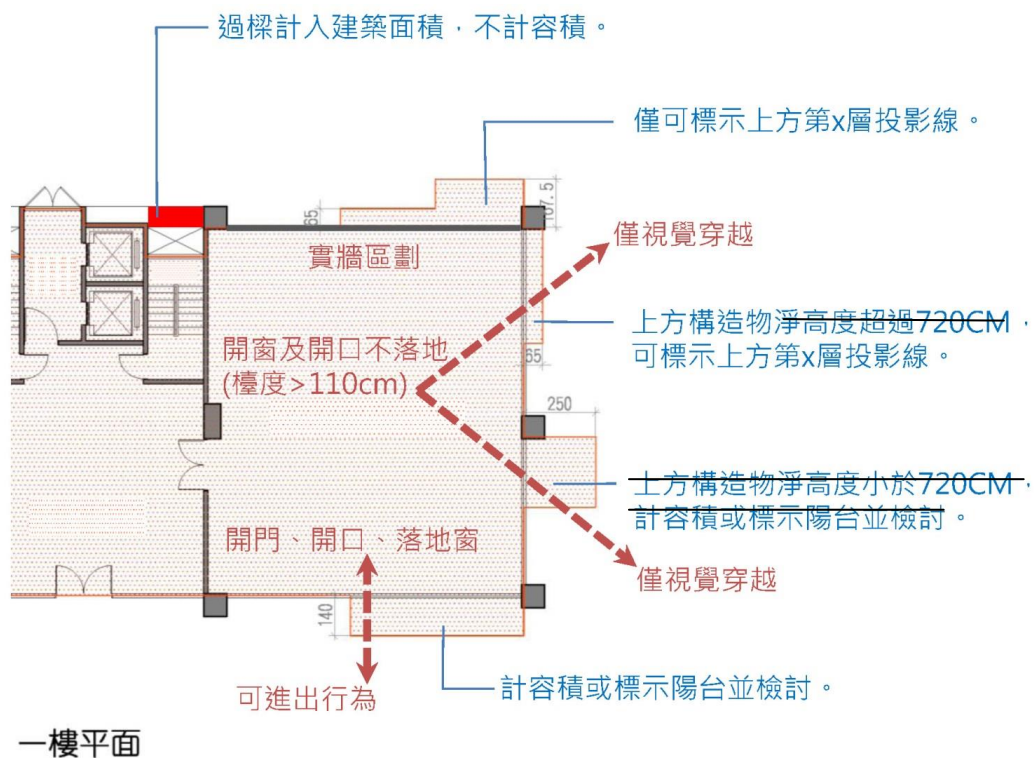 過樑計入建築面積，不計容積。
僅可標示上方第x層投影線。
107.5
65
僅視覺穿越
實牆區劃
上方構造物淨高度超過720CM，
可標示上方第x層投影線。
開窗及開口不落地
(檯度>110cm)
65
250
上方構造物淨高度小於720CM，
計容積或標示陽台並檢討。
開門、開口、落地窗
僅視覺穿越
140
可進出行為
計容積或標示陽台並檢討。
一樓平面